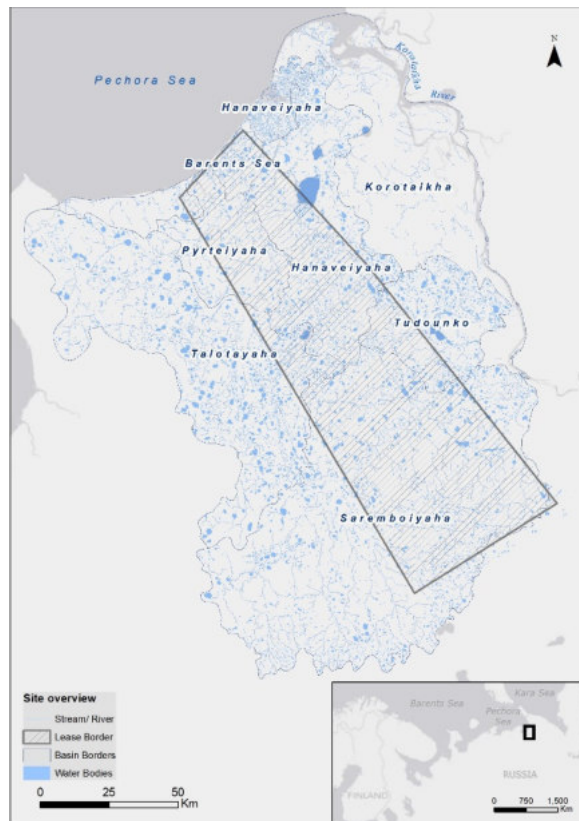 N
Pechora Sea
Korotaikha
River
Hanaveiyaha
Barents Sea
Korotaikha
Pyrteiyaha
Hanaveiyaha
Tudounko
Talotayaha
Saremboiyaha
Site overview
Stream/ River
Lease Border
Basin Borders
Water Bodies
0 25 50
Km
Barents Sea
Kara Sea
Pechora
Sea
RUSSIA
FINLAND
0 750 1,500
Km